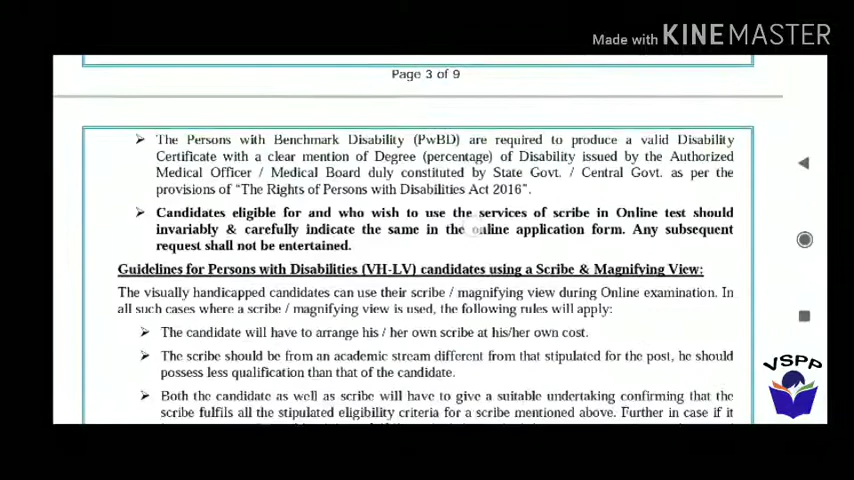 Made with KINEMASTER
Page 3 of 9
➢ The Persons with Benchmark Disability (PwBD) are required to produce a valid Disability
Certificate with a clear mention of Degree (percentage) of Disability issued by the Authorized
Medical Officer / Medical Board duly constituted by State Govt. / Central Govt. as per the
provisions of “The Rights of Persons with Disabilities Act 2016”.
➢ Candidates eligible for and who wish to use the services of scribe in Online test should
invariably & carefully indicate the same in the online application form. Any subsequent
request shall not be entertained.
Guidelines for Persons with Disabilities (VH-LV) candidates using a Scribe & Magnifying View:
The visually handicapped candidates can use their scribe / magnifying view during Online examination. In
all such cases where a scribe / magnifying view is used, the following rules will apply:
➢ The candidate will have to arrange his / her own scribe at his/her own cost.
➢ The scribe should be from an academic stream different from that stipulated for the post, he should
possess less qualification than that of the candidate.
➢ Both the candidate as well as scribe will have to give a suitable undertaking confirming that the
scribe fulfils all the stipulated eligibility criteria for a scribe mentioned above. Further in case if it
VSPP